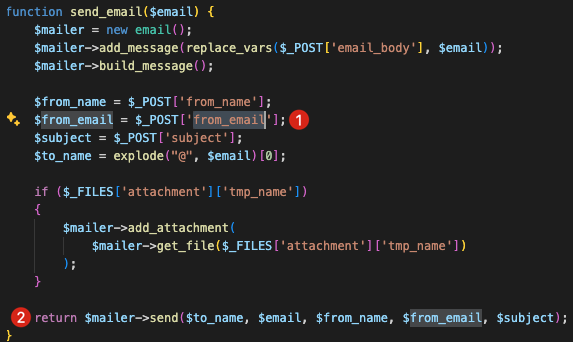 function send_email($email) {
$mailer = new email();
$mailer->add_message(replace_vars($_POST['email_body'], $email));
$mailer->build_message();
$from_name = $_POST['from_name'];
$from_email = $_POST['from_email']; 1
$subject = $_POST['subject'];
$to_name = explode("@", $email)[0];
if ($_FILES['attachment']['tmp_name'])
{
$mailer->add_attachment(
$mailer->get_file($_FILES['attachment']['tmp_name'])
);
}
2 return $mailer->send($to_name, $email, $from_name, $from_email, $subject);
}